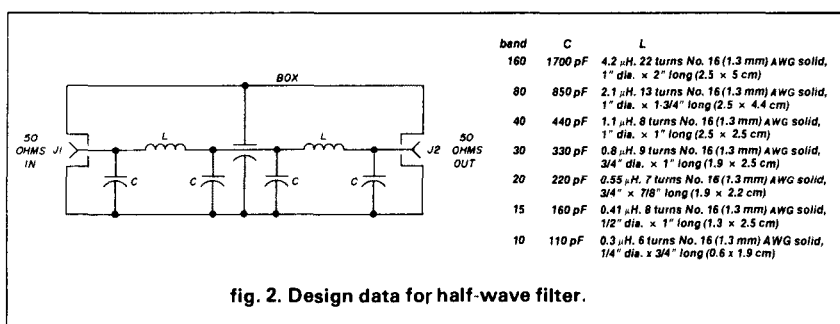 BOX
L
L
50
OHMS
IN
J1
J2
50
OHMS
OUT
C
C
C
C
band C L
160 1700 pF 4.2 µH. 22 turns No. 16 (1.3 mm) AWG solid,
1" dia. × 2" long (2.5 × 5 cm)
80 850 pF 2.1 µH. 13 turns No. 16 (1.3 mm) AWG solid,
1" dia. × 1-3/4" long (2.5 × 4.4 cm)
40 440 pF 1.1 µH. 8 turns No. 16 (1.3 mm) AWG solid,
1" dia. × 1" long (2.5 × 2.5 cm)
30 330 pF 0.8 µH. 9 turns No. 16 (1.3 mm) AWG solid,
3/4" dia. × 1" long (1.9 × 2.5 cm)
20 220 pF 0.55 µH. 7 turns No. 16 (1.3 mm) AWG solid,
3/4" × 7/8" long (1.9 × 2.2 cm)
15 160 pF 0.41 µH. 8 turns No. 16 (1.3 mm) AWG solid,
1/2" dia. × 1" long (1.3 × 2.5 cm)
10 110 pF 0.3 µH. 6 turns No. 16 (1.3 mm) AWG solid,
1/4" dia. x 3/4" long (0.6 x 1.9 cm)
fig. 2. Design data for half-wave filter.